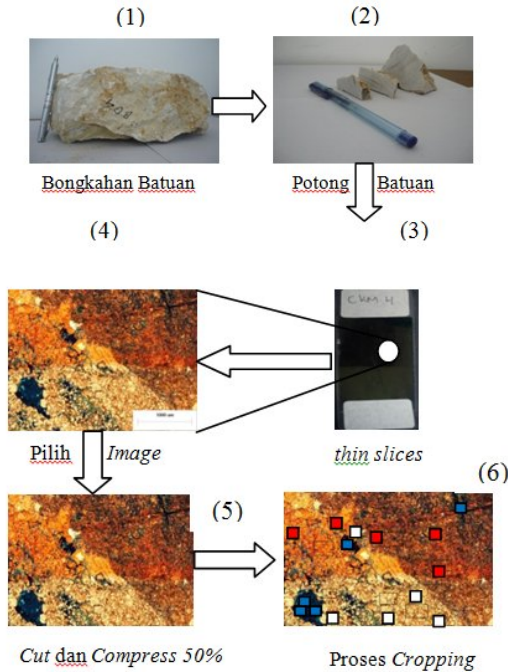 (1)
(2)
Bongkahan Batuan
Potong Batuan
(4)
(3)
Pilih Image
thin slices
(5)
(6)
Cut dan Compress 50%
Proses Cropping